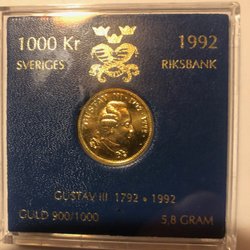 1000 Kr 1992
SVERIGES RIKSBANK
GUSTAV III 1792 • 1992
GULD 900/1000 5,8 GRAM